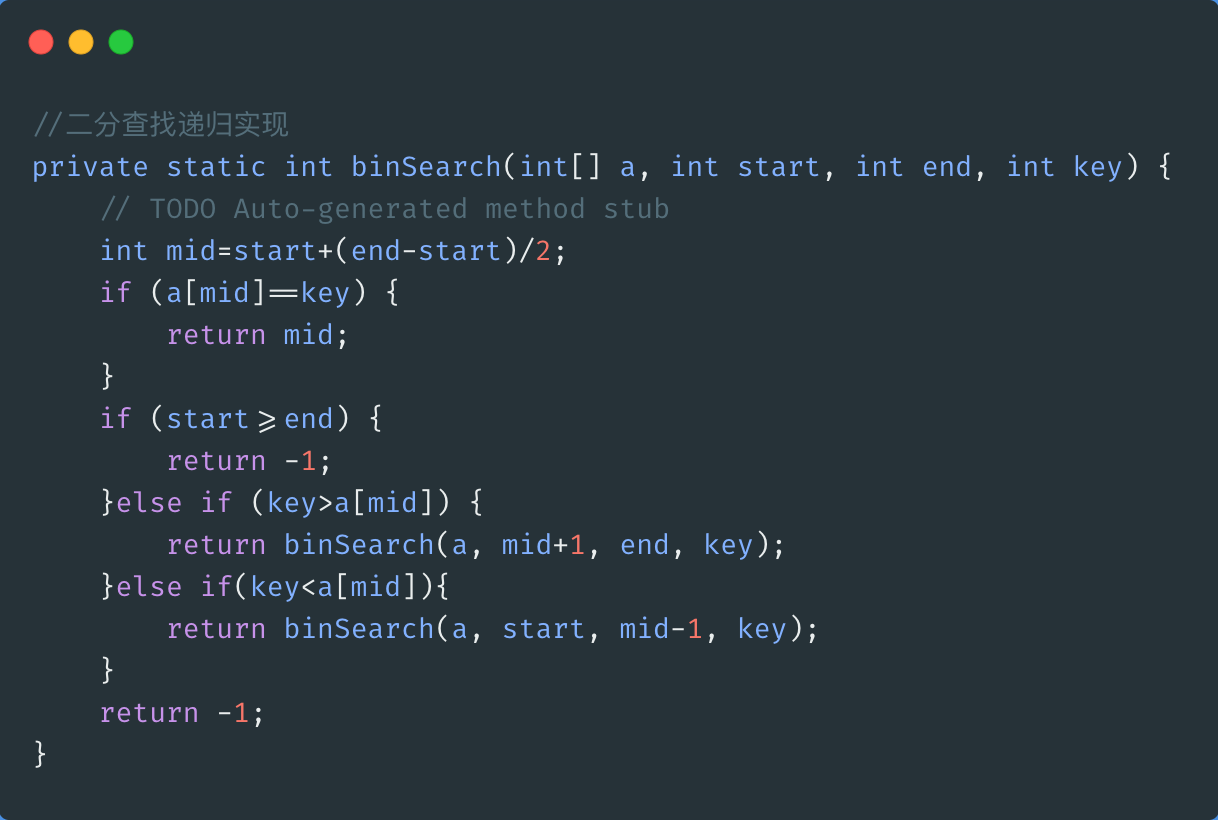 //二分查找递归实现
private static int binSearch(int[] a, int start, int end, int key) {
    // TODO Auto-generated method stub
    int mid=start+(end-start)/2;
    if (a[mid]==key) {
        return mid;
    }
    if (start>=end) {
        return -1;
    }else if (key>a[mid]) {
        return binSearch(a, mid+1, end, key);
    }else if(key<a[mid]){
        return binSearch(a, start, mid-1, key);
    }
    return -1;
}